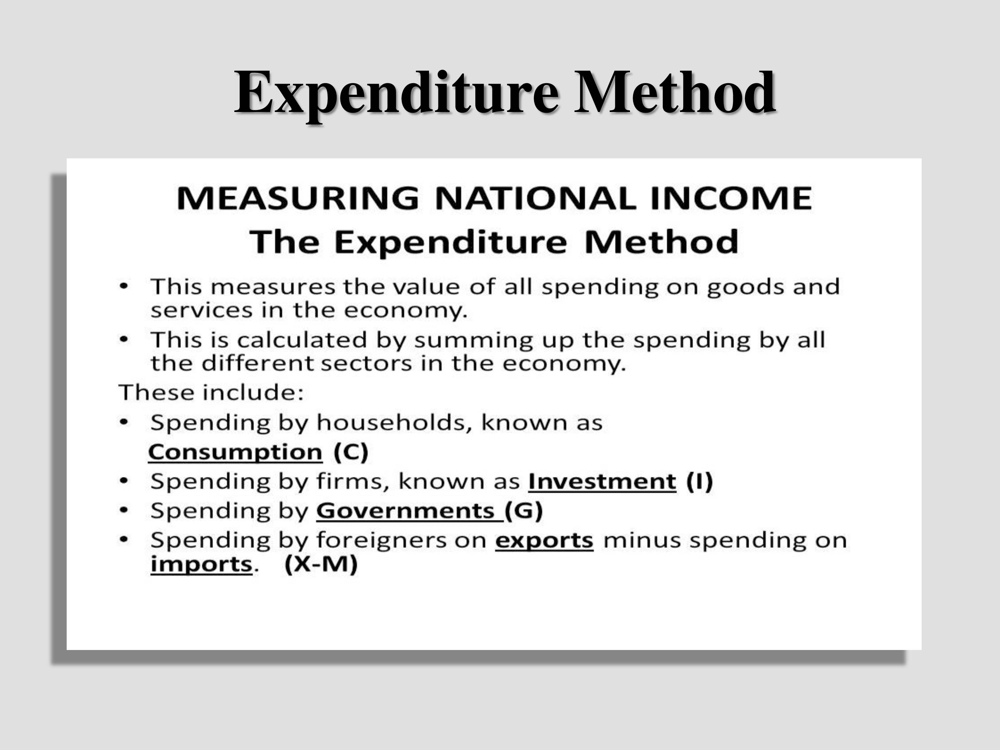 Expenditure Method
MEASURING NATIONAL INCOME
The Expenditure Method
• This measures the value of all spending on goods and
services in the economy.
• This is calculated by summing up the spending by all
the different sectors in the economy.
These include:
• Spending by households, known as
Consumption (C)
• Spending by firms, known as Investment (I)
• Spending by Governments (G)
• Spending by foreigners on exports minus spending on
imports. (X-M)